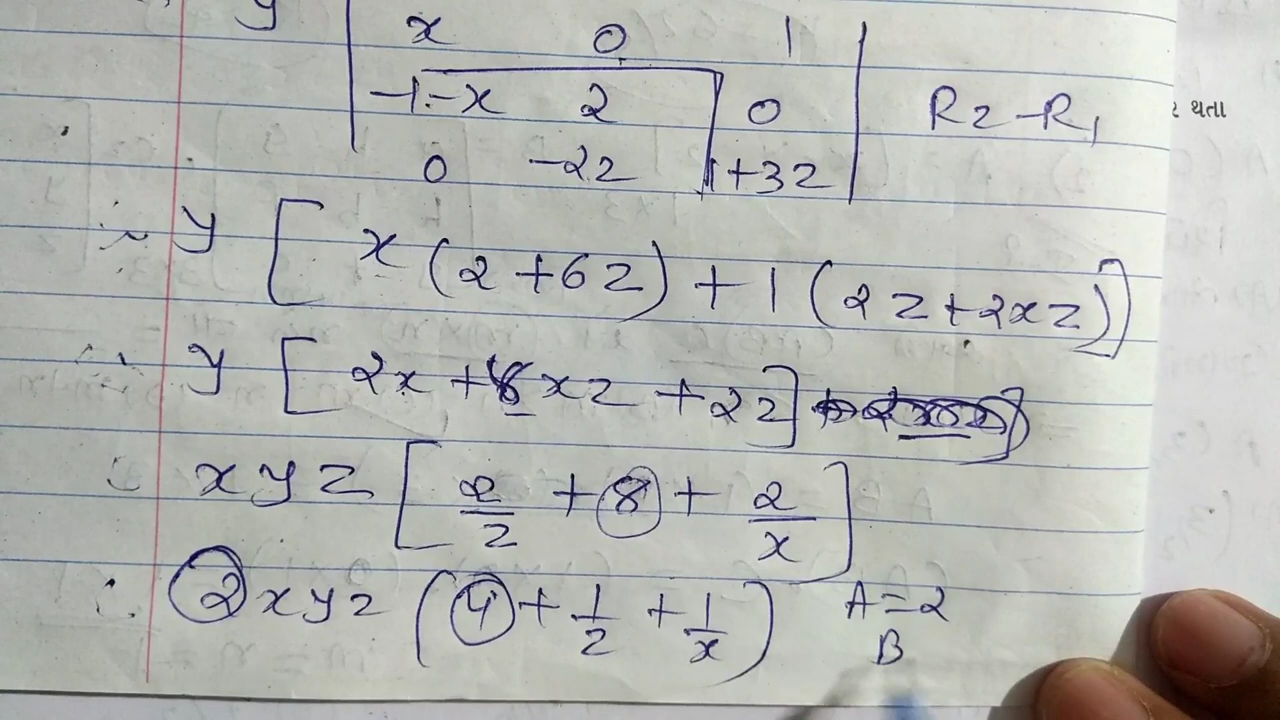 y | x 0 1 |
-1-x 2 0 | R2-R1 ર થતા
0 -2z 1+3z |
∴ y [ x (2+6z) + 1 (2z+2xz) ]
∴ y [ 2x + 8xz + 2z ]
∴ xyz [ 2/z + 8 + 2/x ]
∴ 2xyz ( 4 + 1/z + 1/x ) A=2
B